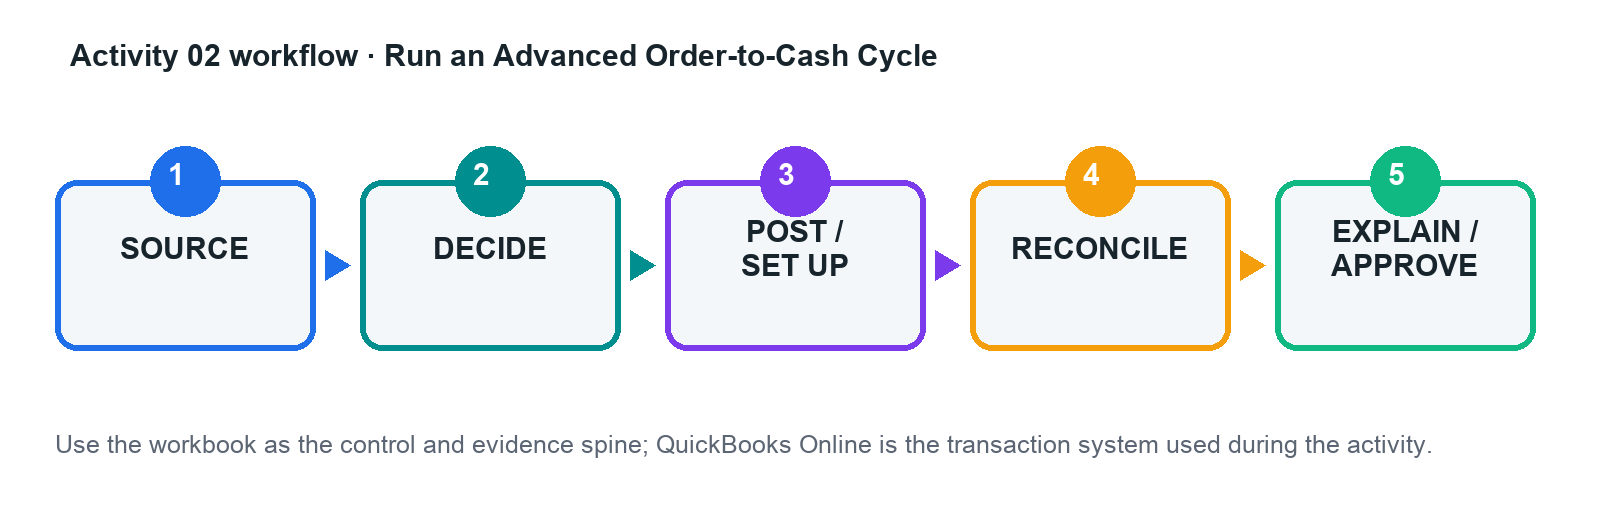 Activity 02 workflow · Run an Advanced Order-to-Cash Cycle
1
SOURCE
2
DECIDE
3
POST /
SET UP
4
RECONCILE
5
EXPLAIN /
APPROVE
Use the workbook as the control and evidence spine; QuickBooks Online is the transaction system used during the activity.